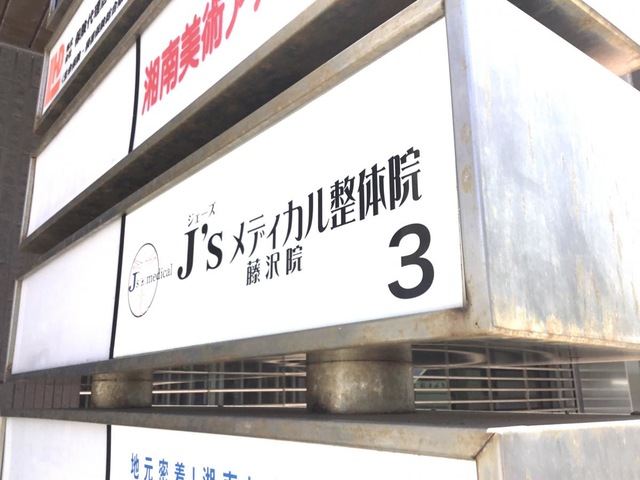 湘南美術ア
ジェーズ
J's メディカル整体院
藤沢院
J's medical
3
地元密着!湘南